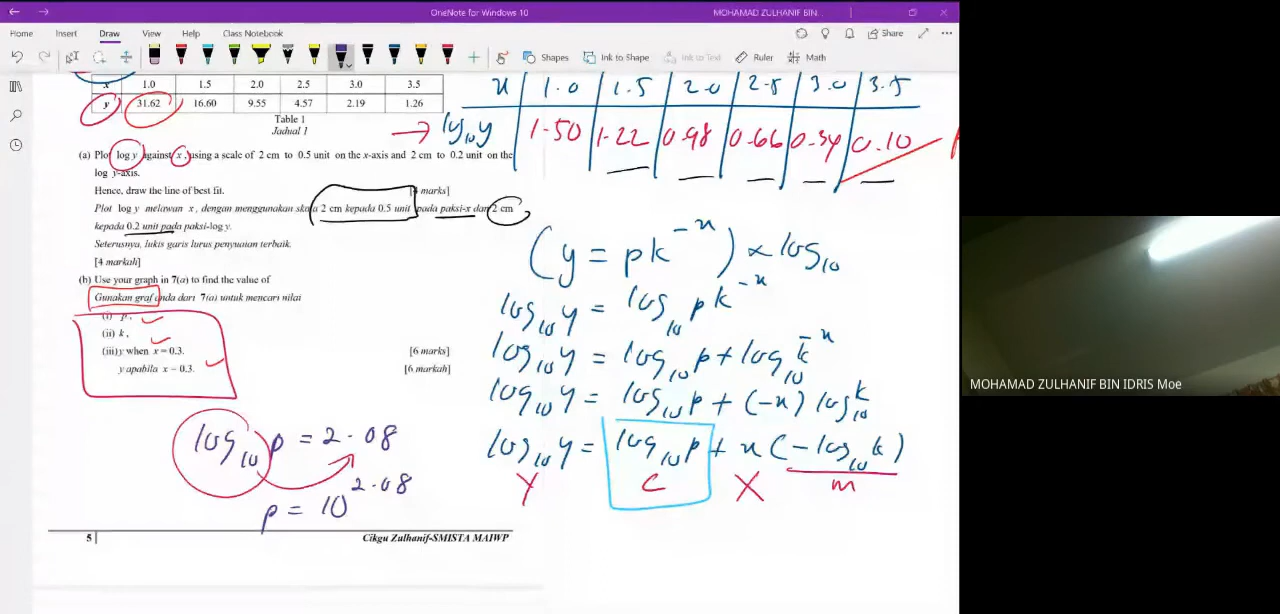 OneNote for Windows 10
MOHAMAD ZULHANIF BIN...
Home Insert Draw View Help Class Notebook
Share
Shapes Ink to Shape Ink to Text Ruler Math
x 1.0 1.5 2.0 2.5 3.0 3.5
y 31.62 16.60 9.55 4.57 2.19 1.26
Table 1
Jadual 1
x 1.0 1.5 2.0 2.5 3.0 3.5
log₁₀y 1.50 1.22 0.98 0.66 0.34 0.10
(a) Plot log y against x, using a scale of 2 cm to 0.5 unit on the x-axis and 2 cm to 0.2 unit on the
log y-axis.
Hence, draw the line of best fit.
marks]
Plot log y melawan x, dengan menggunakan skala 2 cm kepada 0.5 unit pada paksi-x dan 2 cm
kepada 0.2 unit pada paksi-log y.
Seterusnya, lukis garis lurus penyuaian terbaik.
[4 markah]
(b) Use your graph in 7(a) to find the value of
Gunakan graf anda dari 7(a) untuk mencari nilai
(i) p,
(ii) k,
(iii) y when x = 0.3. [6 marks]
y apabila x = 0.3. [6 markah]
(y = pk⁻ˣ) × log₁₀
log₁₀ y = log₁₀ pk⁻ˣ
log₁₀ y = log₁₀ p + log₁₀ k⁻ˣ
log₁₀ y = log₁₀ p + (-x) log₁₀ k
log₁₀ y = log₁₀ p + x (-log₁₀ k)
Y C X m
log₁₀ p = 2.08
p = 10^2.08
5| Cikgu Zulhanif-SMISTA MAIWP
MOHAMAD ZULHANIF BIN IDRIS Moe